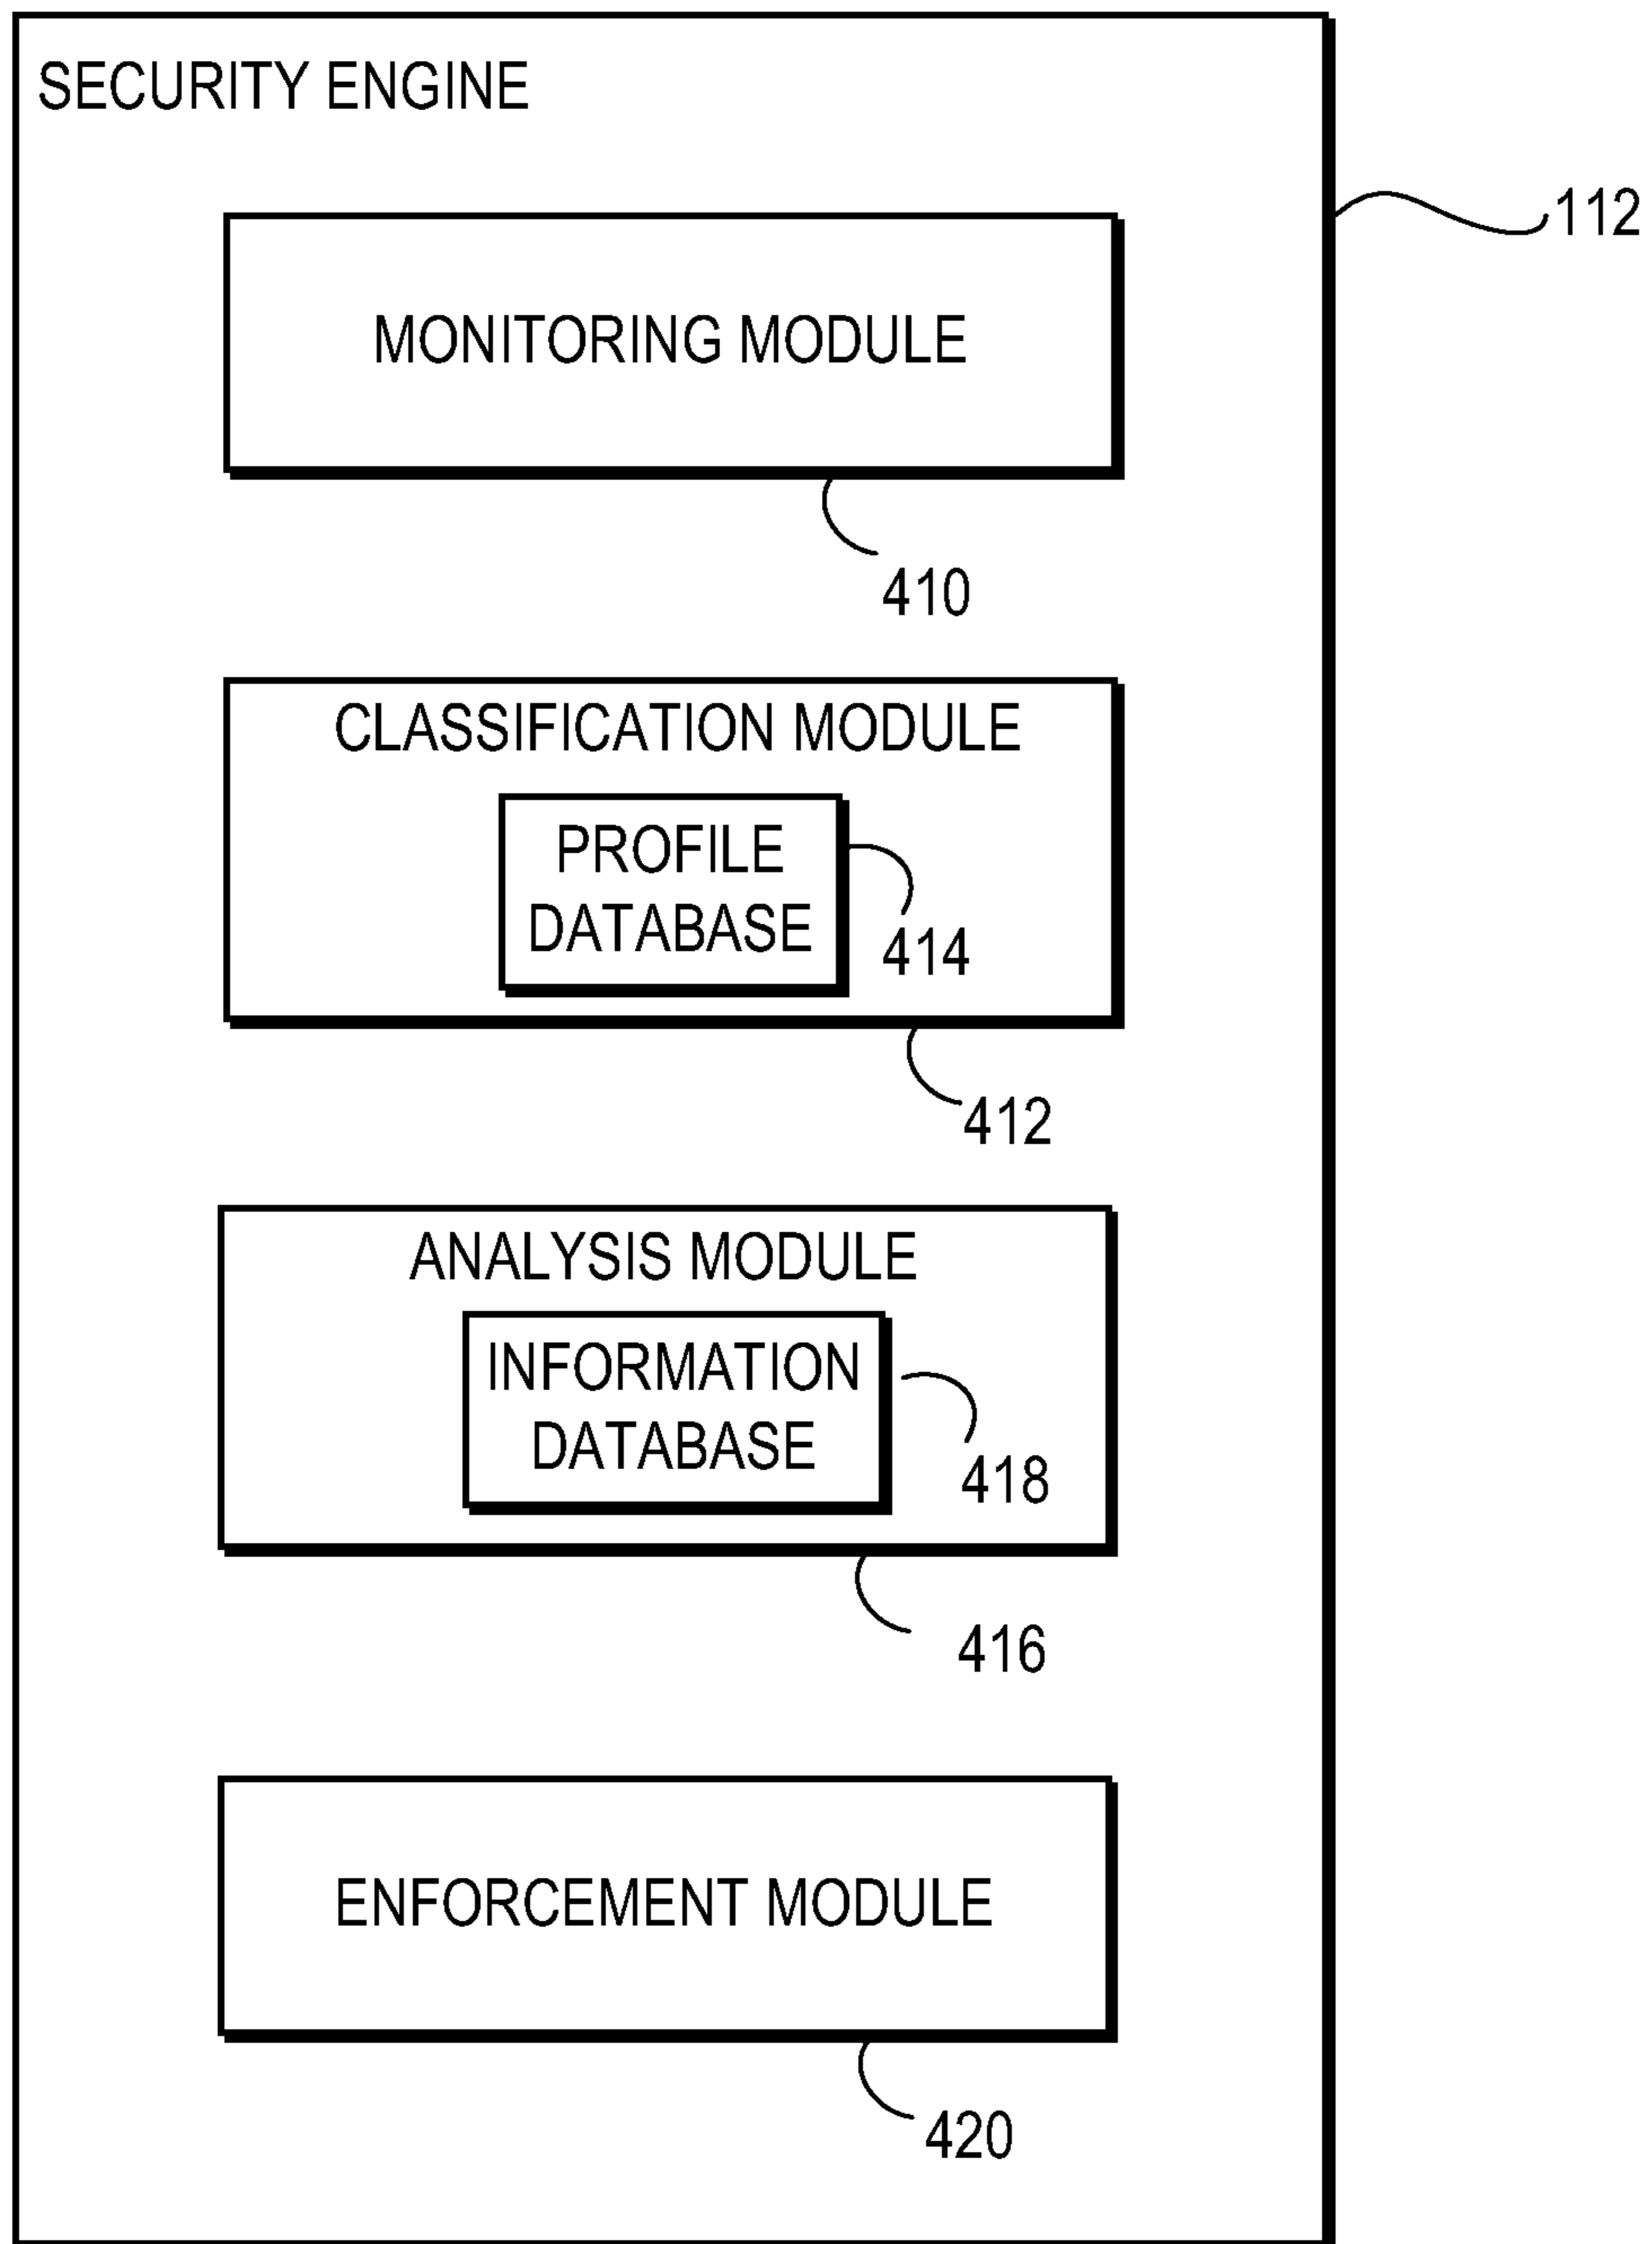 SECURITY ENGINE
112
MONITORING MODULE
410
CLASSIFICATION MODULE
PROFILE
DATABASE
414
412
ANALYSIS MODULE
INFORMATION
DATABASE
418
416
ENFORCEMENT MODULE
420